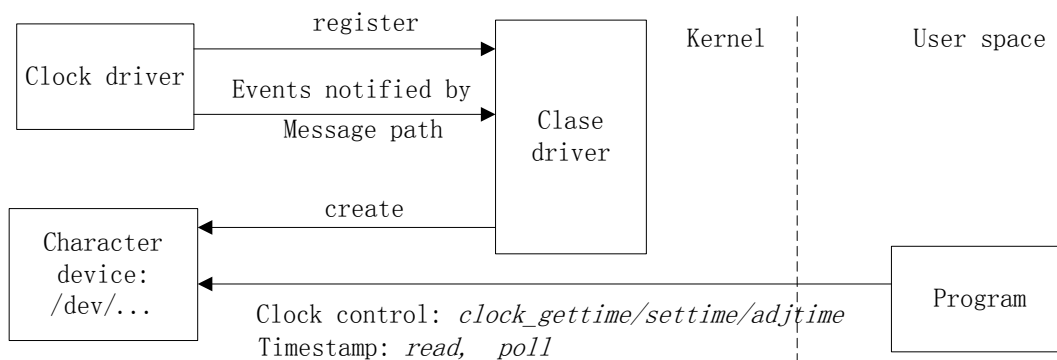 register
Kernel
User space
Clock driver
Events notified by
Message path
Clase
driver
create
Character
device:
/dev/...
Program
Clock control: clock_gettime/settime/adjtime
Timestamp: read, poll